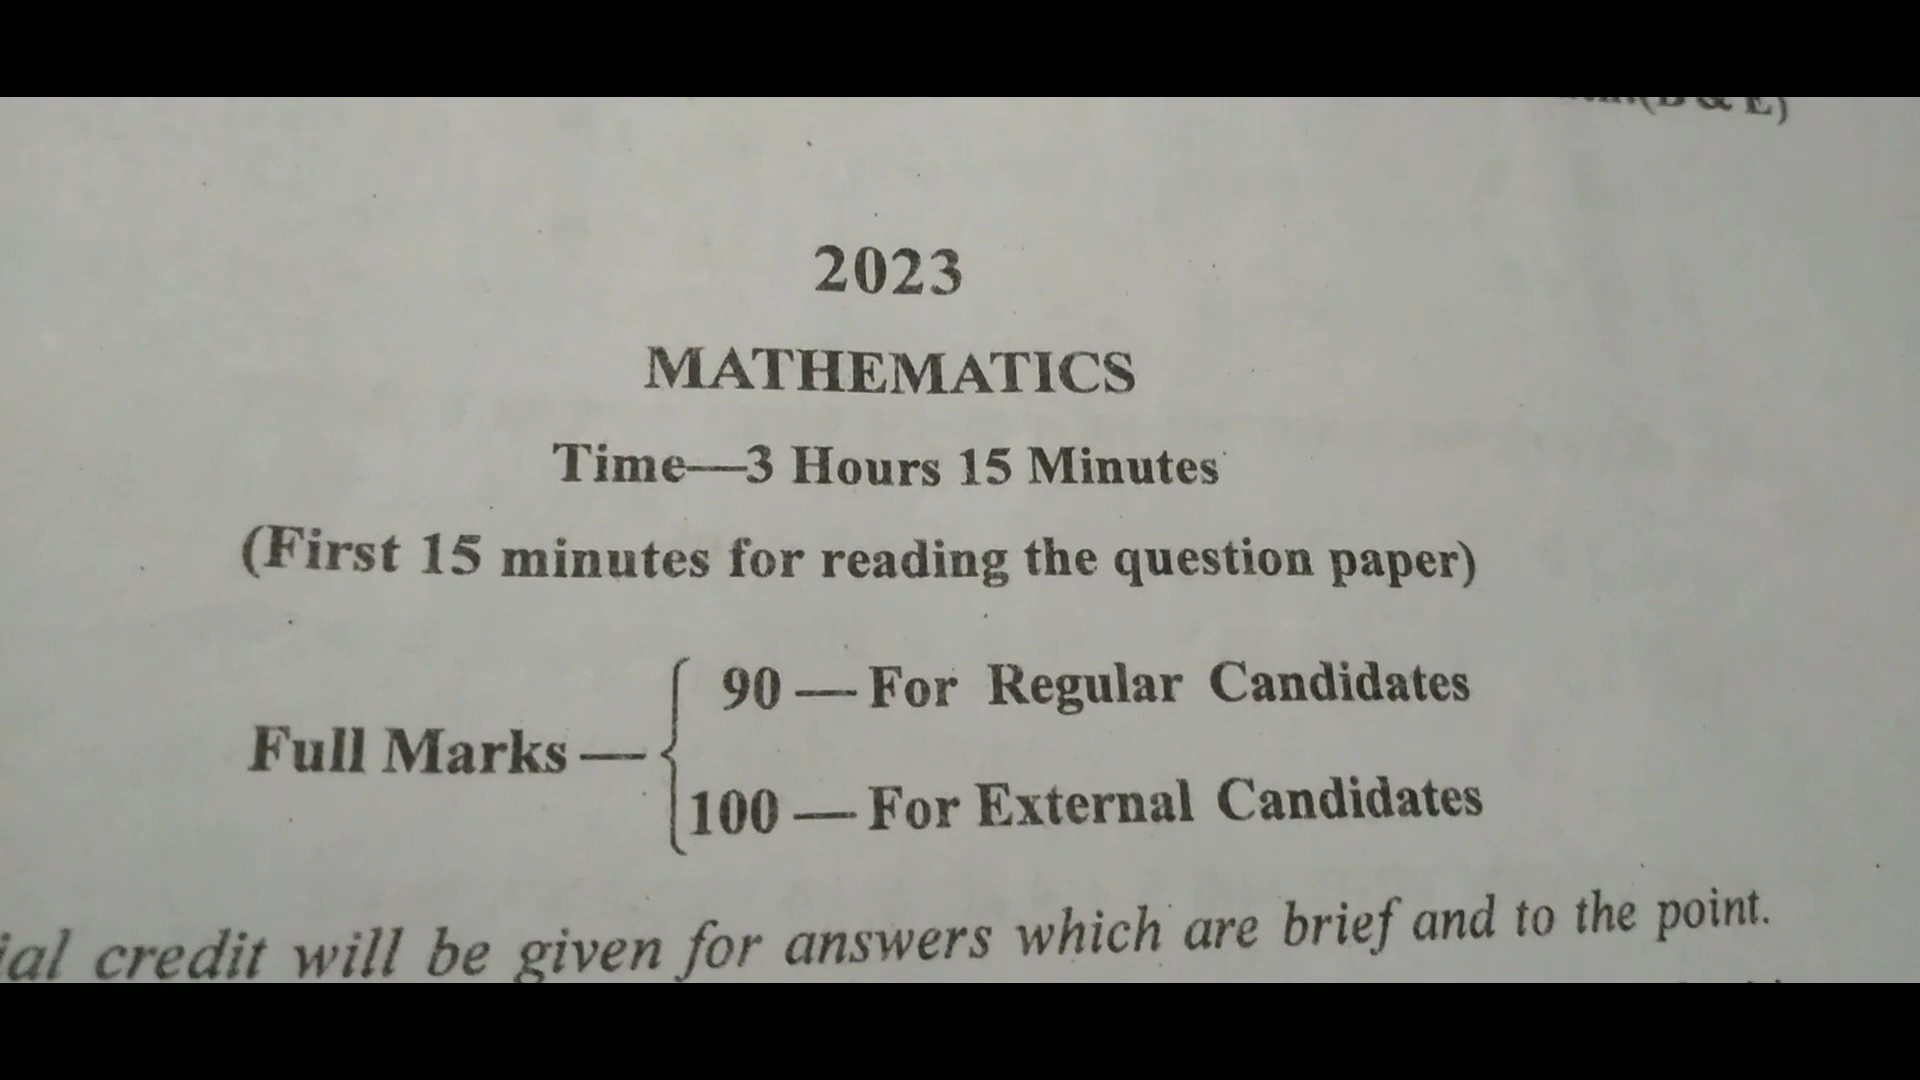 (B & E)
2023
MATHEMATICS
Time—3 Hours 15 Minutes
(First 15 minutes for reading the question paper)
90 — For Regular Candidates
Full Marks —
100 — For External Candidates
ial credit will be given for answers which are brief and to the point.